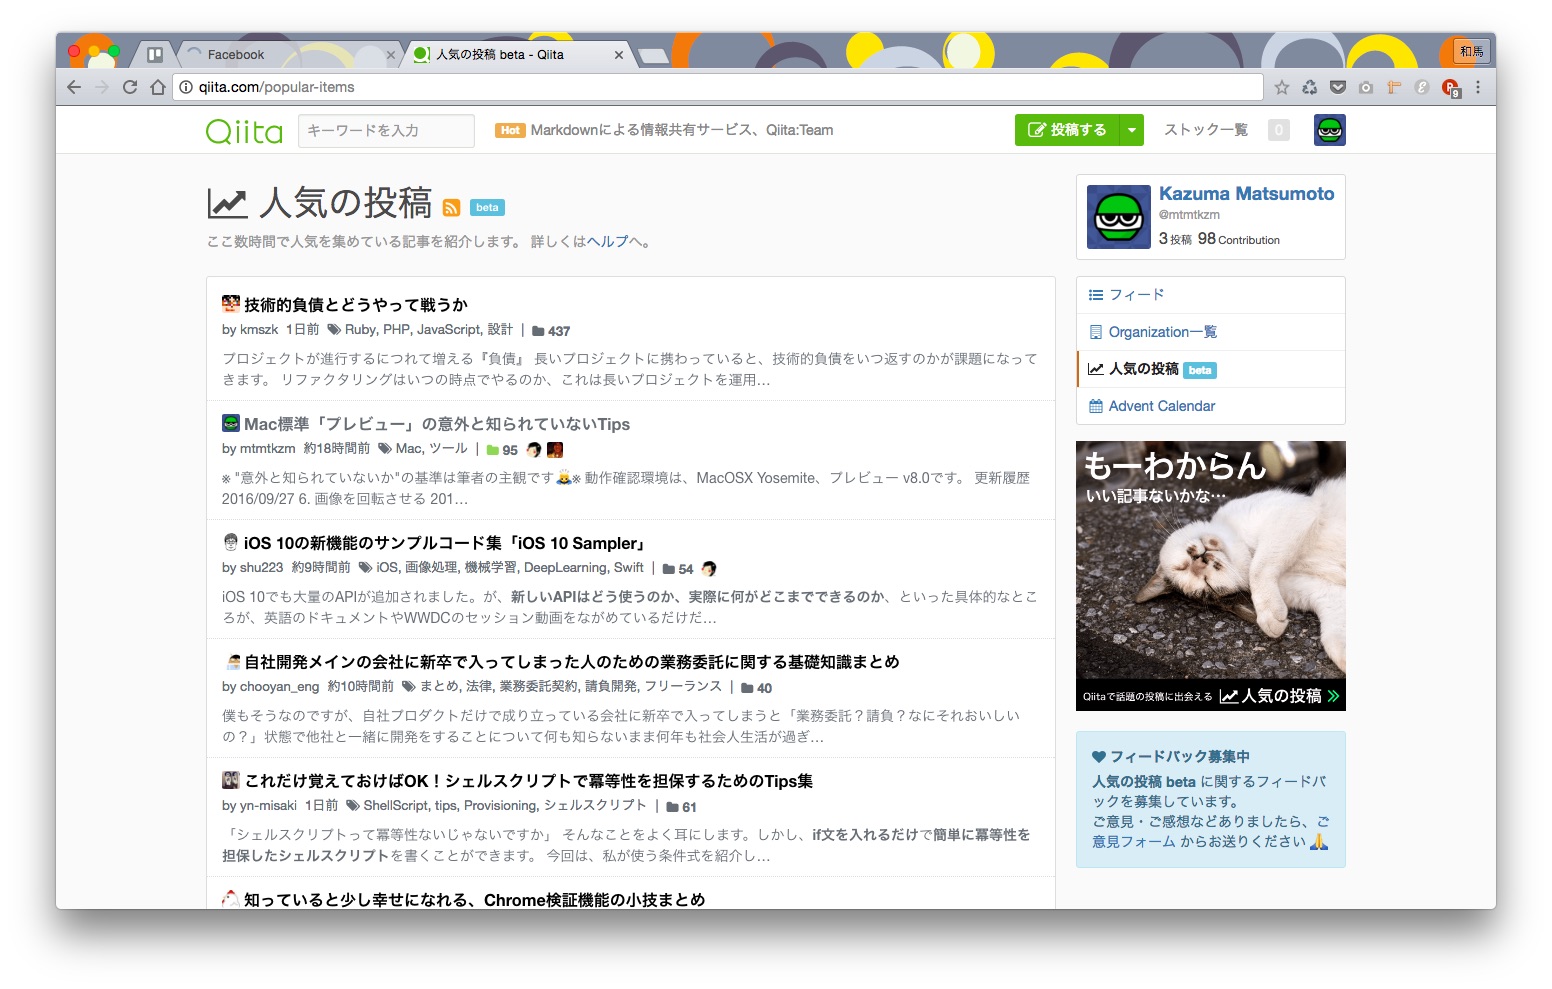 Facebook
人気の投稿 beta - Qiita
和馬
qiita.com/popular-items
9
Qiita
キーワードを入力
Hot Markdownによる情報共有サービス、Qiita:Team
投稿する
ストック一覧
0
人気の投稿 beta
ここ数時間で人気を集めている記事を紹介します。 詳しくはヘルプへ。
技術的負債とどうやって戦うか
by kmszk 1日前 Ruby, PHP, JavaScript, 設計 | 437
プロジェクトが進行するにつれて増える『負債』 長いプロジェクトに携わっていると、技術的負債をいつ返すのかが課題になって
きます。 リファクタリングはいつの時点でやるのか、これは長いプロジェクトを運用…
Mac標準「プレビュー」の意外と知られていないTips
by mtmtkzm 約18時間前 Mac, ツール | 95
※ "意外と知られていないか"の基準は筆者の主観です🙇※ 動作確認環境は、MacOSX Yosemite、プレビュー v8.0です。 更新履歴
2016/09/27 6. 画像を回転させる 201…
iOS 10の新機能のサンプルコード集「iOS 10 Sampler」
by shu223 約9時間前 iOS, 画像処理, 機械学習, DeepLearning, Swift | 54
iOS 10でも大量のAPIが追加されました。が、新しいAPIはどう使うのか、実際に何がどこまでできるのか、といった具体的なとこ
ろが、英語のドキュメントやWWDCのセッション動画をながめているだけだ…
自社開発メインの会社に新卒で入ってしまった人のための業務委託に関する基礎知識まとめ
by chooyan_eng 約10時間前 まとめ, 法律, 業務委託契約, 請負開発, フリーランス | 40
僕もそうなのですが、自社プロダクトだけで成り立っている会社に新卒で入ってしまうと「業務委託？請負？なにそれおいしい
の？」状態で他社と一緒に開発をすることについて何も知らないまま何年も社会人生活が過ぎ…
これだけ覚えておけばOK！シェルスクリプトで冪等性を担保するためのTips集
by yn-misaki 1日前 ShellScript, tips, Provisioning, シェルスクリプト | 61
「シェルスクリプトって冪等性ないじゃないですか」 そんなことをよく耳にします。しかし、if文を入れるだけで簡単に冪等性を
担保したシェルスクリプトを書くことができます。 今回は、私が使う条件式を紹介し…
知っていると少し幸せになれる、Chrome検証機能の小技まとめ
Kazuma Matsumoto
@mtmtkzm
3 投稿 98 Contribution
フィード
Organization一覧
人気の投稿 beta
Advent Calendar
もーわからん
いい記事ないかな…
Qiitaで話題の投稿に出会える 人気の投稿
フィードバック募集中
人気の投稿 beta に関するフィードバ
ックを募集しています。
ご意見・ご感想などありましたら、ご
意見フォーム からお送りください 🙏